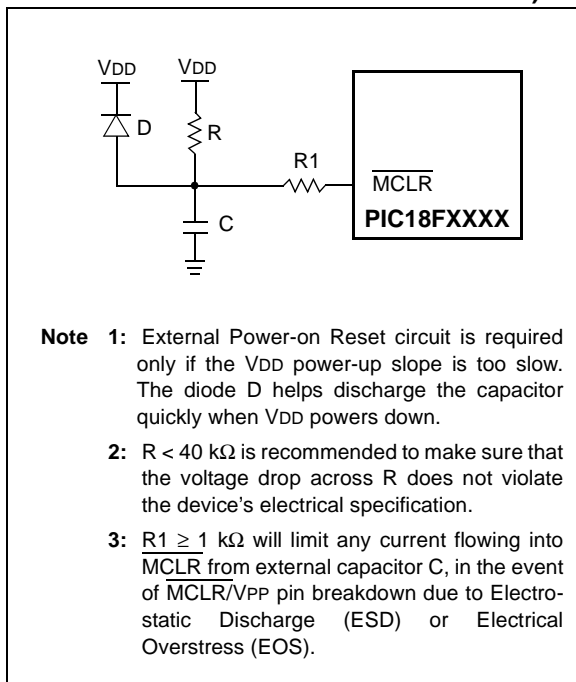 VDD VDD
D
R
R1
C
MCLR
PIC18FXXXX
Note 1: External Power-on Reset circuit is required
only if the VDD power-up slope is too slow.
The diode D helps discharge the capacitor
quickly when VDD powers down.
2: R < 40 kΩ is recommended to make sure that
the voltage drop across R does not violate
the device's electrical specification.
3: R1 ≥ 1 kΩ will limit any current flowing into
MCLR from external capacitor C, in the event
of MCLR/VPP pin breakdown due to Electro-
static Discharge (ESD) or Electrical
Overstress (EOS).